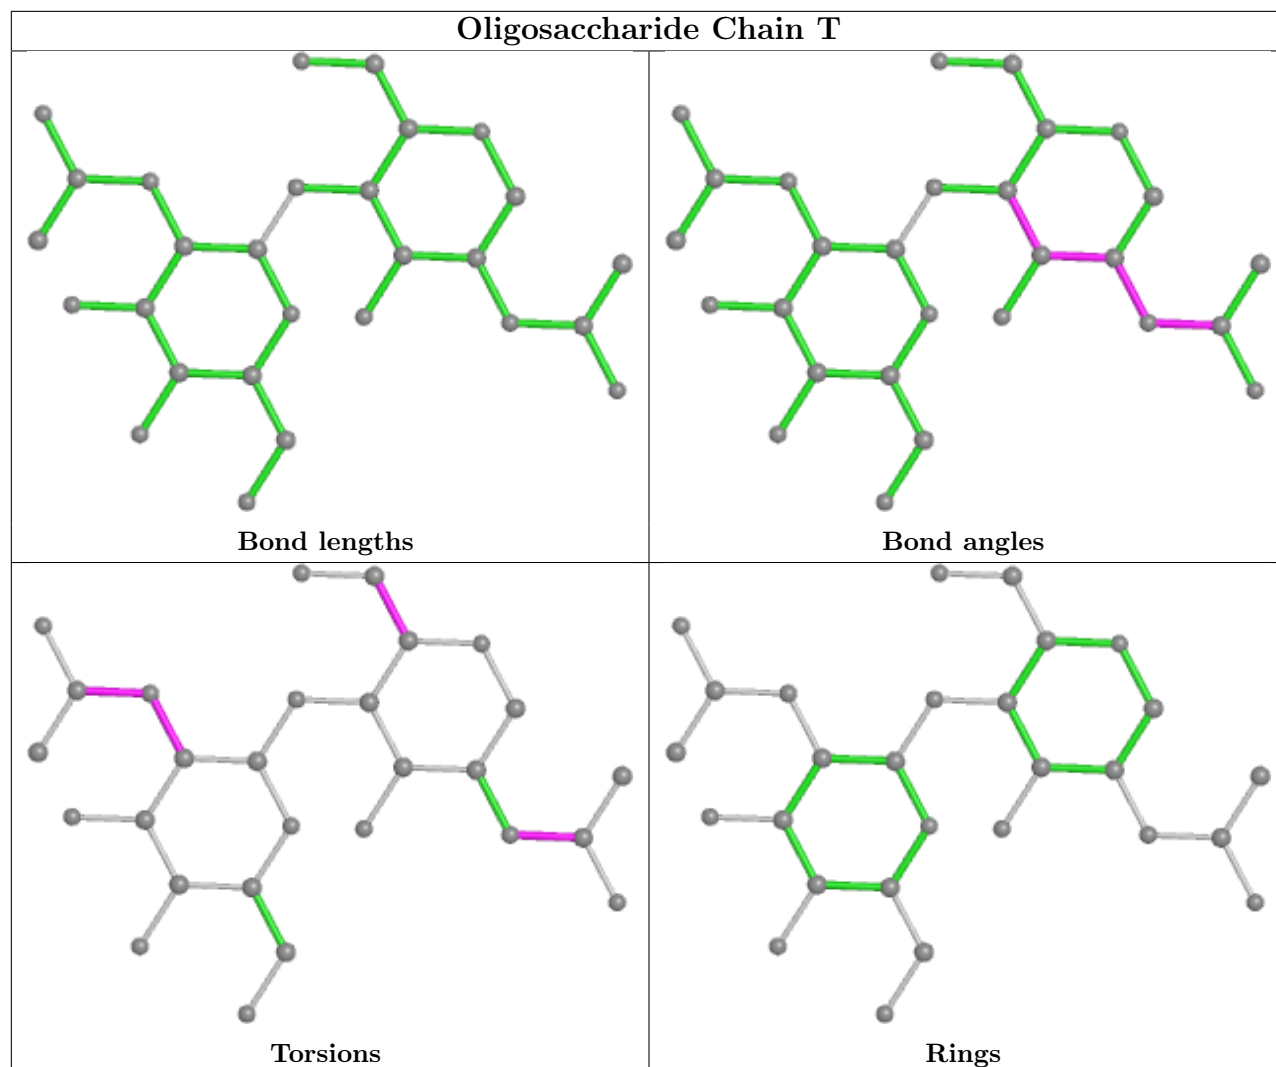 Oligosaccharide Chain T
Bond lengths
Bond angles
Torsions
Rings